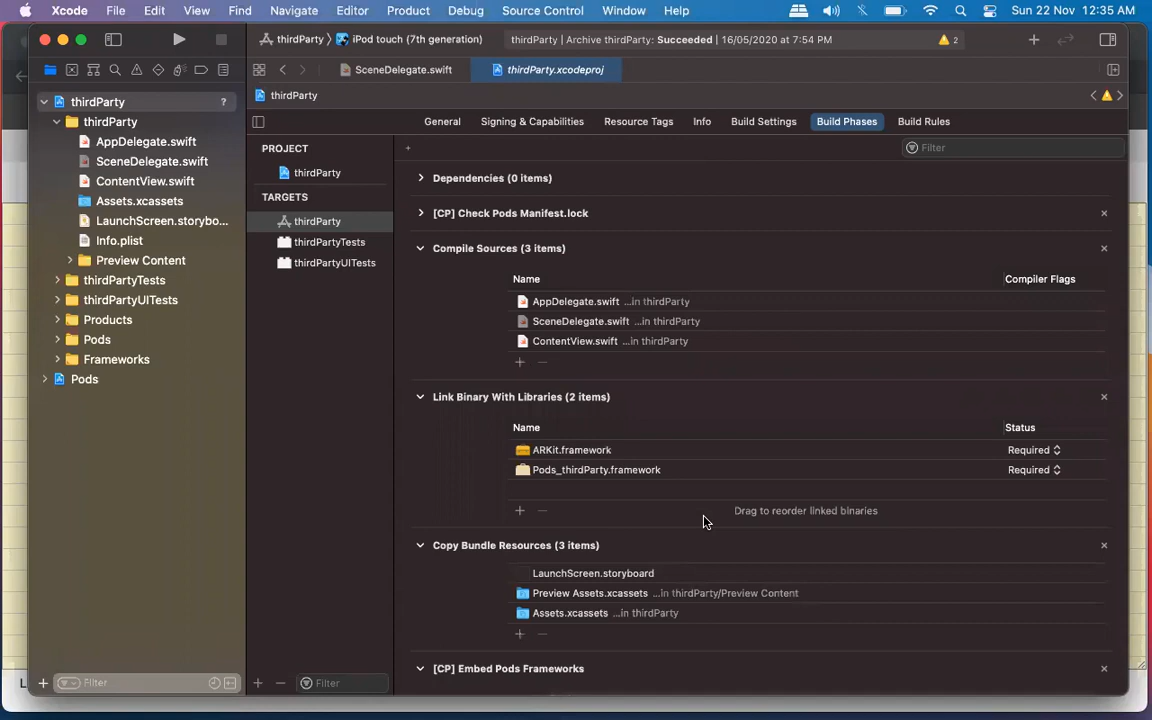 Xcode File Edit View Find Navigate Editor Product Debug Source Control Window Help Sun 22 Nov 12:35 AM
thirdParty iPod touch (7th generation) thirdParty | Archive thirdParty: Succeeded | 16/05/2020 at 7:54 PM 2
SceneDelegate.swift thirdParty.xcodeproj
thirdParty ?
thirdParty
AppDelegate.swift
SceneDelegate.swift
ContentView.swift
Assets.xcassets
LaunchScreen.storybo...
Info.plist
Preview Content
thirdPartyTests
thirdPartyUITests
Products
Pods
Frameworks
Pods
Filter
thirdParty
General Signing & Capabilities Resource Tags Info Build Settings Build Phases Build Rules
PROJECT
thirdParty
TARGETS
thirdParty
thirdPartyTests
thirdPartyUITests
Filter
+ Filter
Dependencies (0 items)
[CP] Check Pods Manifest.lock
Compile Sources (3 items)
Name Compiler Flags
AppDelegate.swift ...in thirdParty
SceneDelegate.swift ...in thirdParty
ContentView.swift ...in thirdParty
Link Binary With Libraries (2 items)
Name Status
ARKit.framework Required
Pods_thirdParty.framework Required
Drag to reorder linked binaries
Copy Bundle Resources (3 items)
LaunchScreen.storyboard
Preview Assets.xcassets ...in thirdParty/Preview Content
Assets.xcassets ...in thirdParty
[CP] Embed Pods Frameworks